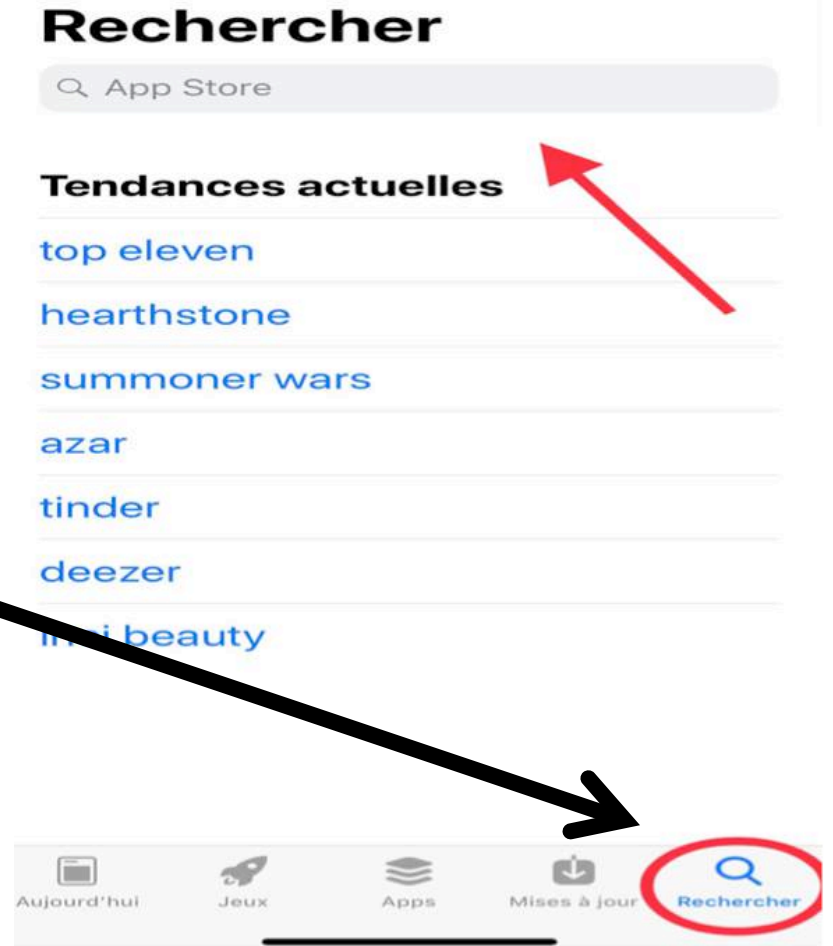 Rechercher
App Store
Tendances actuelles
top eleven
hearthstone
summoner wars
azar
tinder
deezer
beauty
Aujourd'hui
Jeux
Apps
Mises à jour
Rechercher